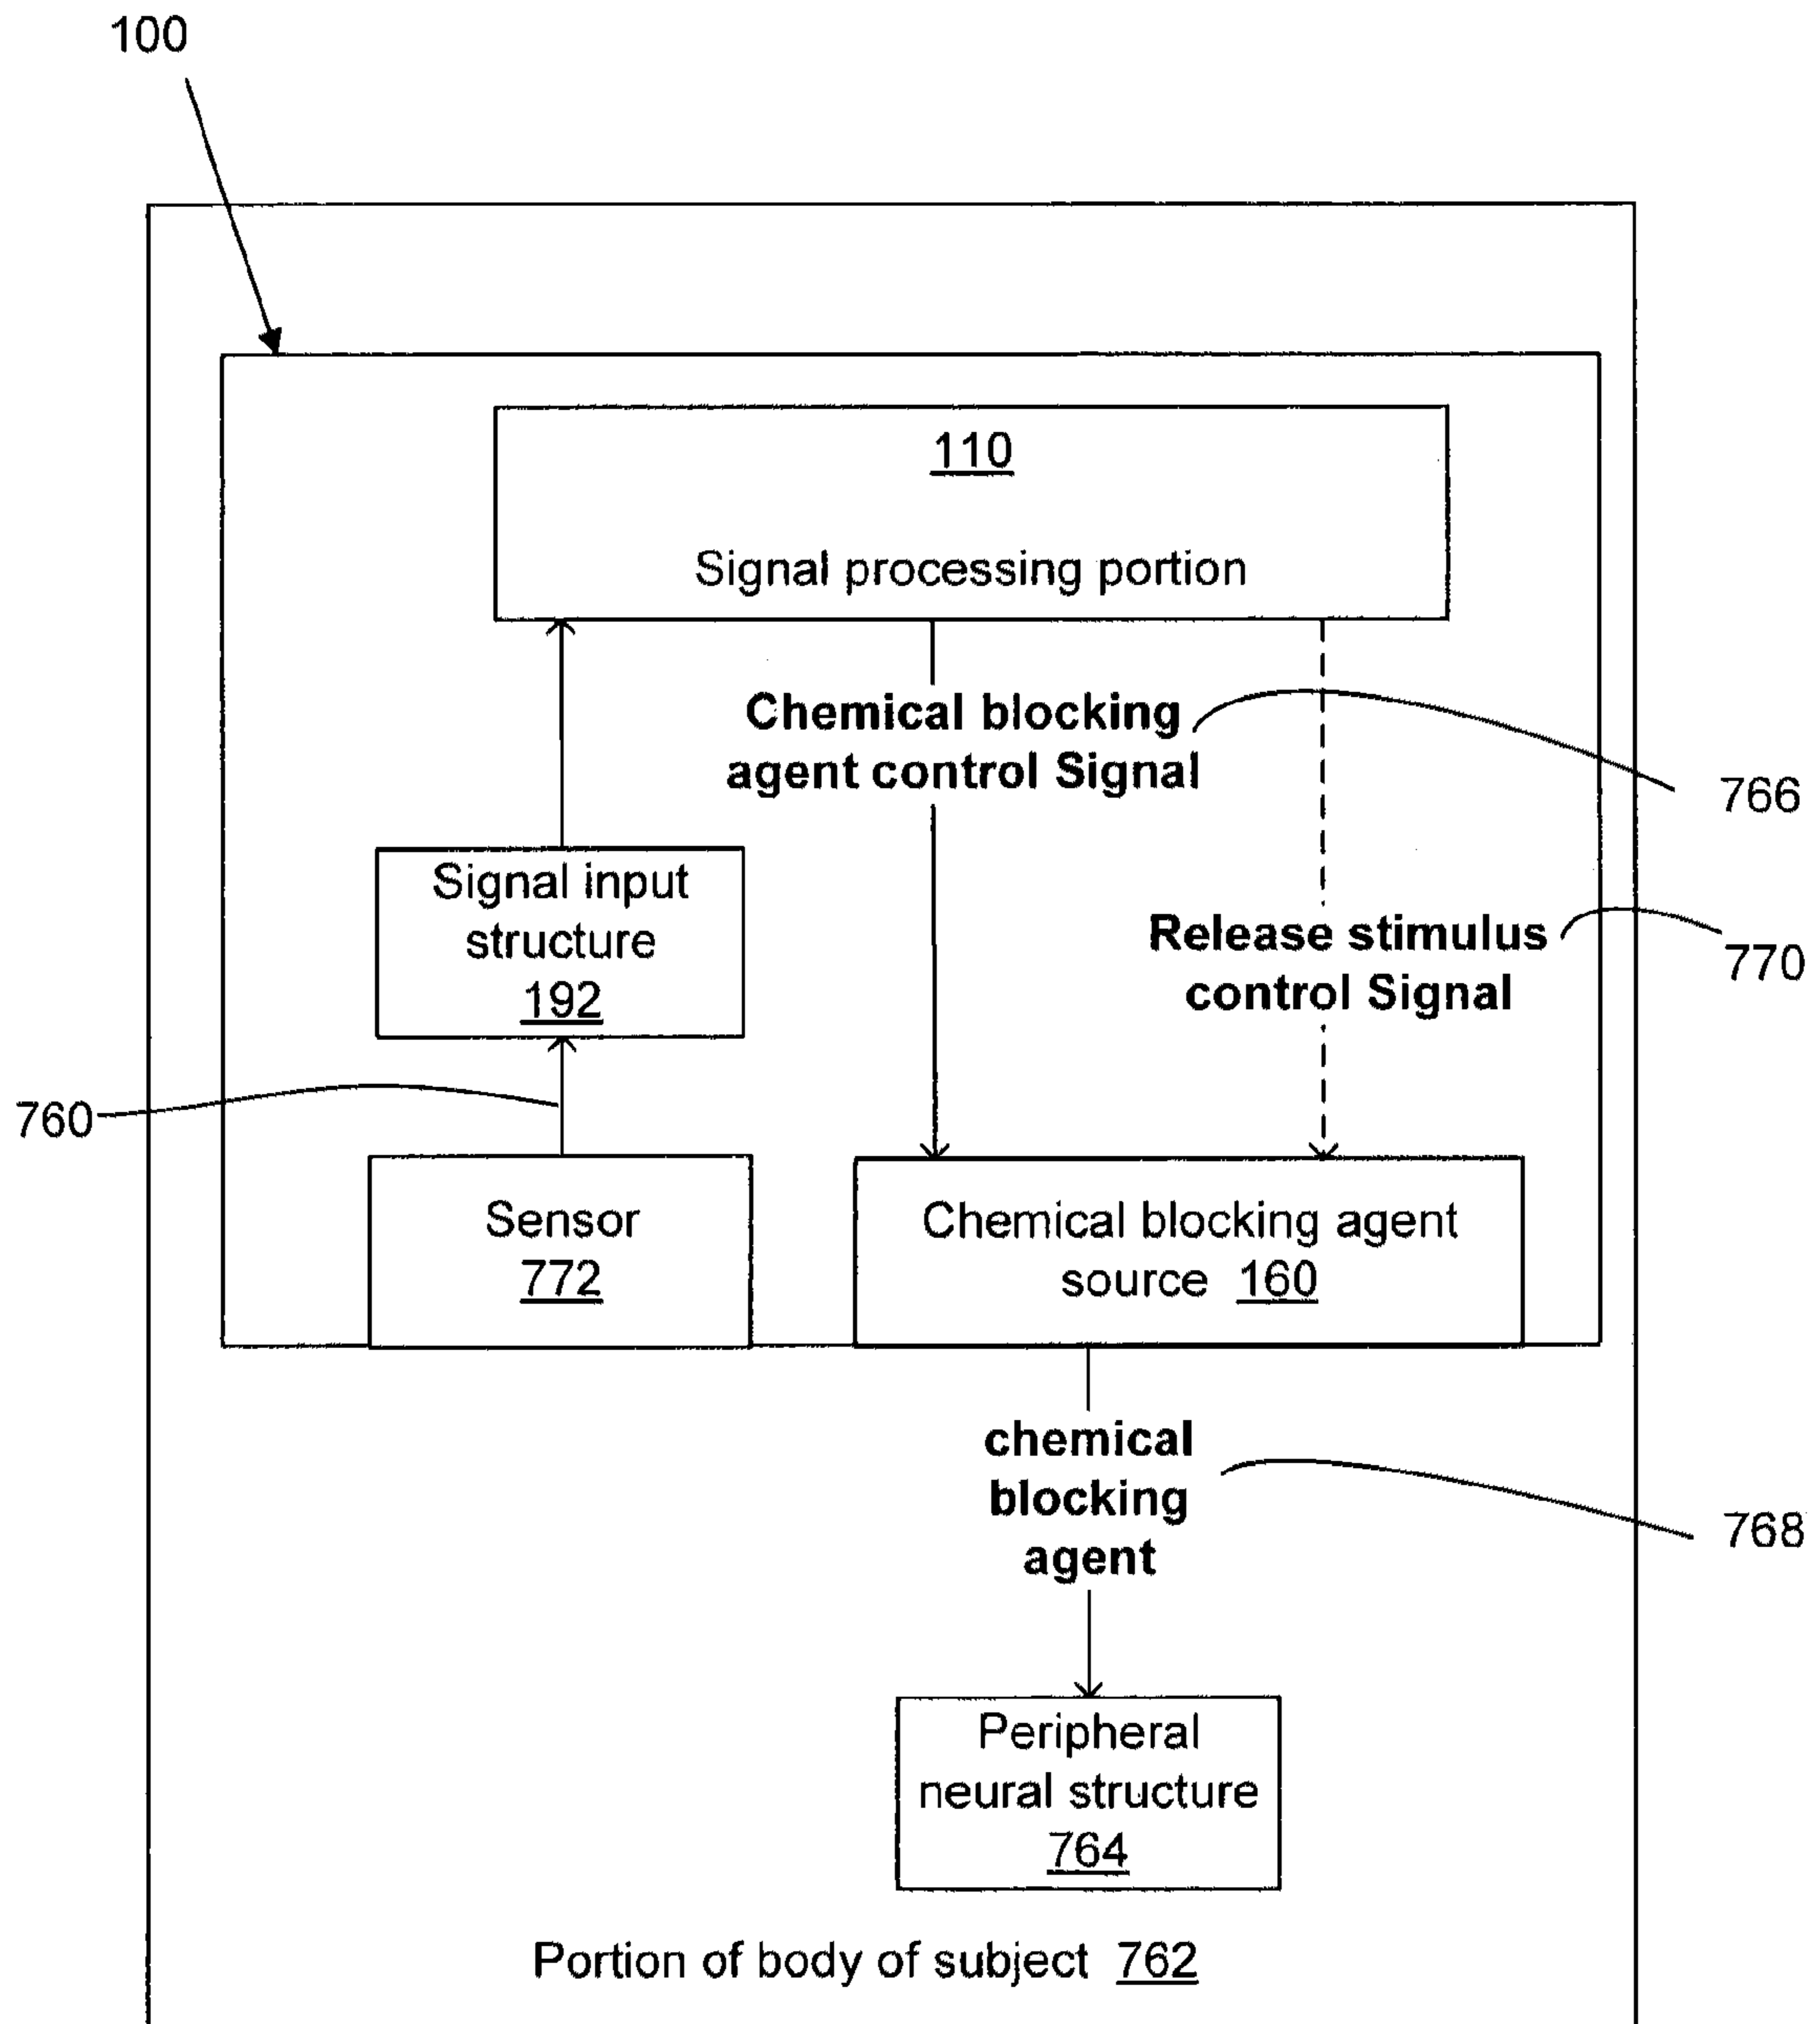 100
110
Signal processing portion
Chemical blocking
agent control Signal
766
Signal input
structure
192
Release stimulus
control Signal
770
760
Sensor
772
Chemical blocking agent
source 160
chemical
blocking
agent
768
Peripheral
neural structure
764
Portion of body of subject 762